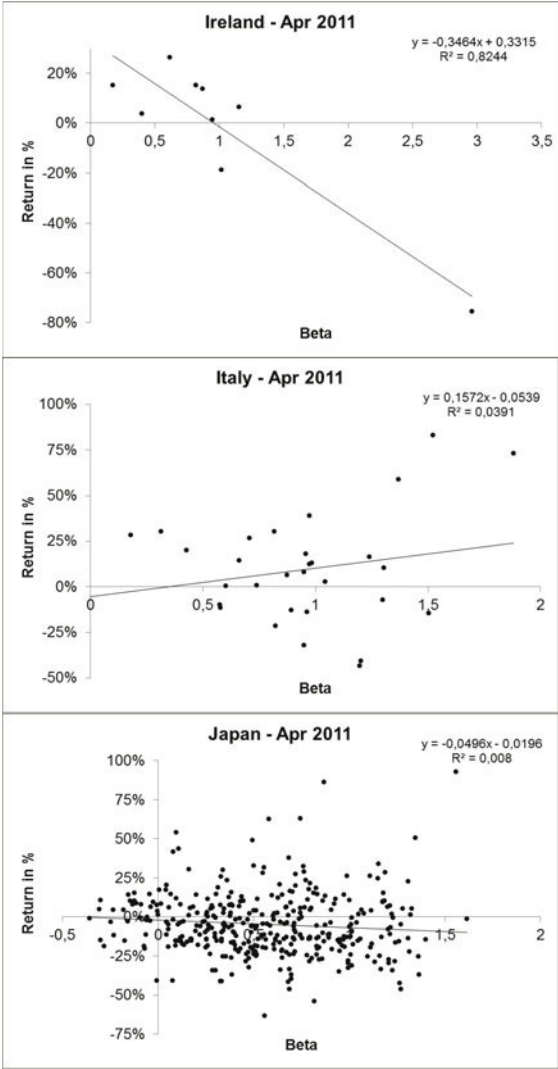 Ireland - Apr 2011
y = -0,3464x + 0,3315
R² = 0,8244
20%
0%
-20%
-40%
-60%
-80%
0 0,5 1 1,5 2 2,5 3 3,5
Return in %
Beta
Italy - Apr 2011
y = 0,1572x - 0,0539
R² = 0,0391
100%
75%
50%
25%
0%
-25%
-50%
0 0,5 1 1,5 2
Return in %
Beta
Japan - Apr 2011
y = -0,0496x - 0,0196
R² = 0,008
100%
75%
50%
25%
0%
-25%
-50%
-75%
-0,5 0,5 1 1,5 2
Return in %
Beta